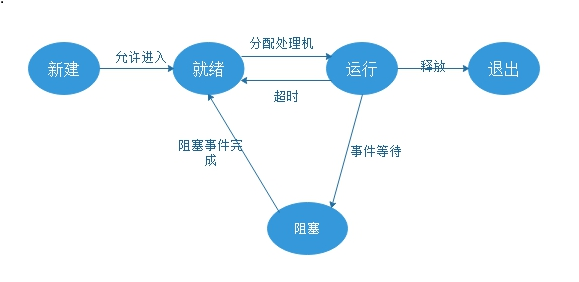 分配处理机
允许进入
新建
就绪
运行
释放
退出
超时
阻塞事件完
成
事件等待
阻塞